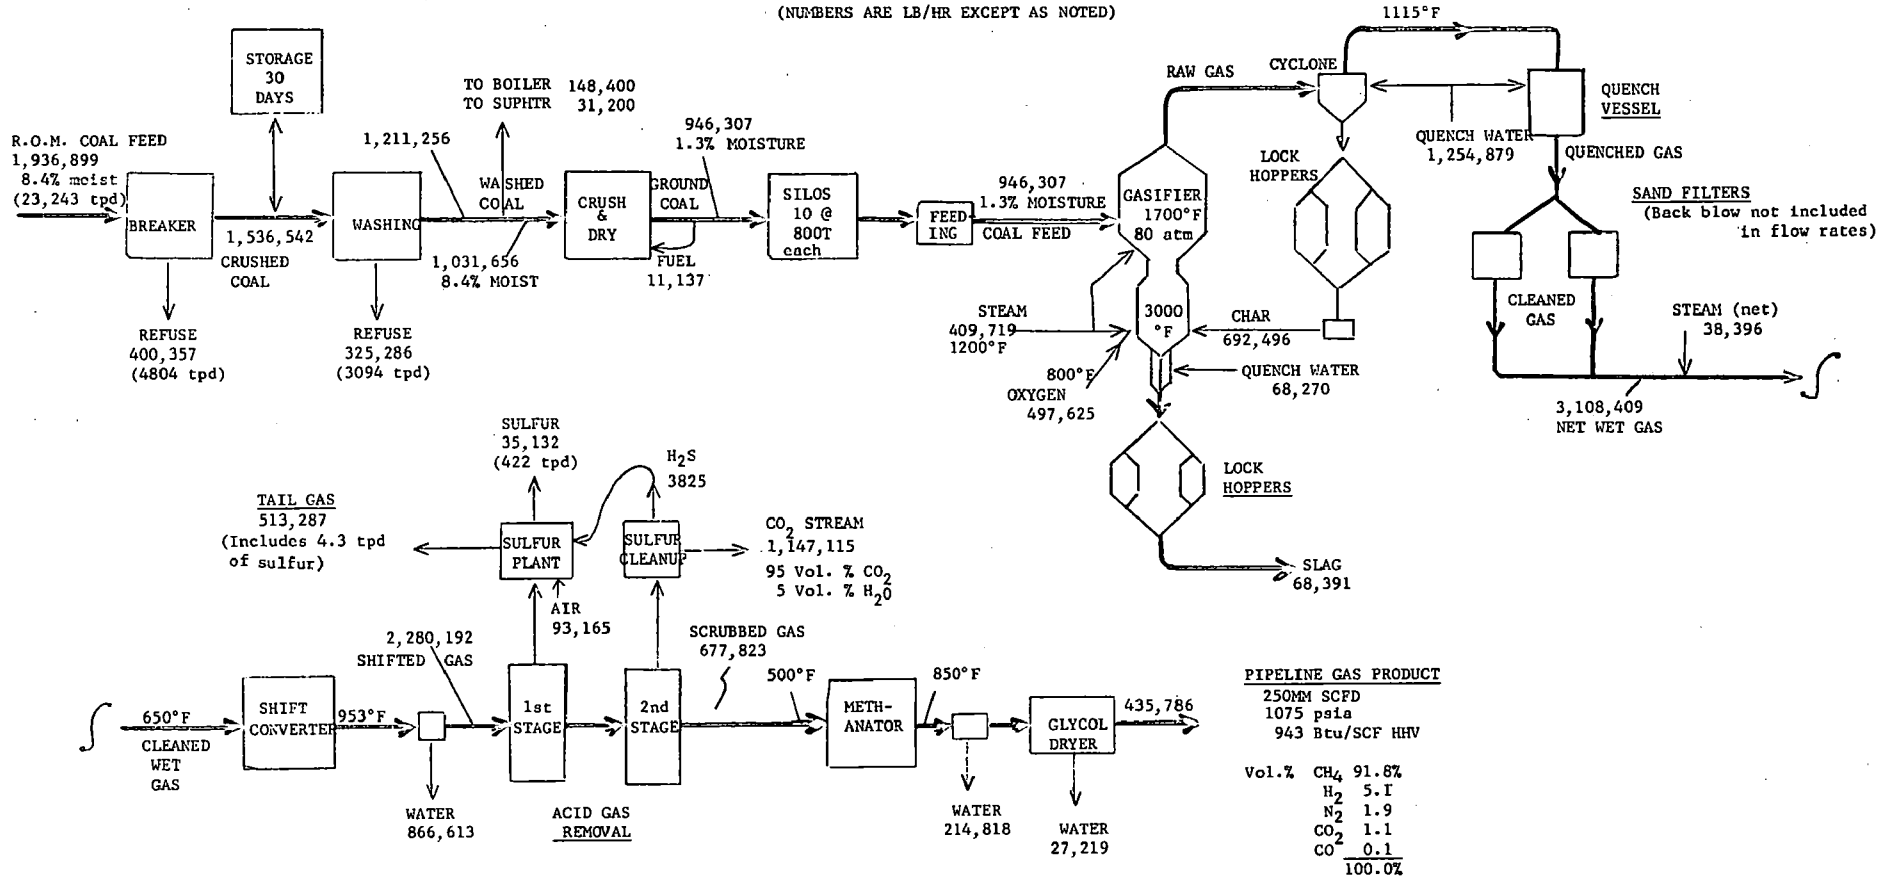 (NUMBERS ARE LB/HR EXCEPT AS NOTED)
STORAGE
30
DAYS
R.O.M. COAL FEED
1,936,899
8.4% moist
(23,243 tpd)
BREAKER
REFUSE
400,357
(4804 tpd)
1,536,542
CRUSHED
COAL
WASHING
REFUSE
325,286
(3094 tpd)
1,211,256
TO BOILER 148,400
TO SUPHTR 31,200
WASHED
COAL
1,031,656
8.4% MOIST
CRUSH
&
DRY
GROUND
COAL
FUEL
11,137
946,307
1.3% MOISTURE
SILOS
10 @
800T
each
FEED
ING
946,307
1.3% MOISTURE
COAL FEED
GASIFIER
1700°F
80 atm
3000
°F
STEAM
409,719
1200°F
800°F
OXYGEN
497,625
RAW GAS
CYCLONE
1115°F
LOCK
HOPPERS
CHAR
692,496
QUENCH WATER
68,270
LOCK
HOPPERS
SLAG
68,391
QUENCH WATER
1,254,879
QUENCH
VESSEL
QUENCHED GAS
SAND FILTERS
(Back blow not included
in flow rates)
CLEANED
GAS
STEAM (net)
38,396
3,108,409
NET WET GAS
650°F
CLEANED
WET
GAS
SHIFT
CONVERTER
953°F
WATER
866,613
2,280,192
SHIFTED GAS
1st
STAGE
2nd
STAGE
ACID GAS
REMOVAL
SULFUR
35,132
(422 tpd)
TAIL GAS
513,287
(Includes 4.3 tpd
of sulfur)
SULFUR
PLANT
AIR
93,165
H2S
3825
SULFUR
CLEANUP
CO2 STREAM
1,147,115
95 Vol. % CO2
5 Vol. % H2O
SCRUBBED GAS
677,823
500°F
METH-
ANATOR
850°F
WATER
214,818
GLYCOL
DRYER
WATER
27,219
435,786
PIPELINE GAS PRODUCT
250MM SCFD
1075 psia
943 Btu/SCF HHV
Vol.% CH4 91.8%
H2 5.1
N2 1.9
CO2 1.1
CO 0.1
100.0%